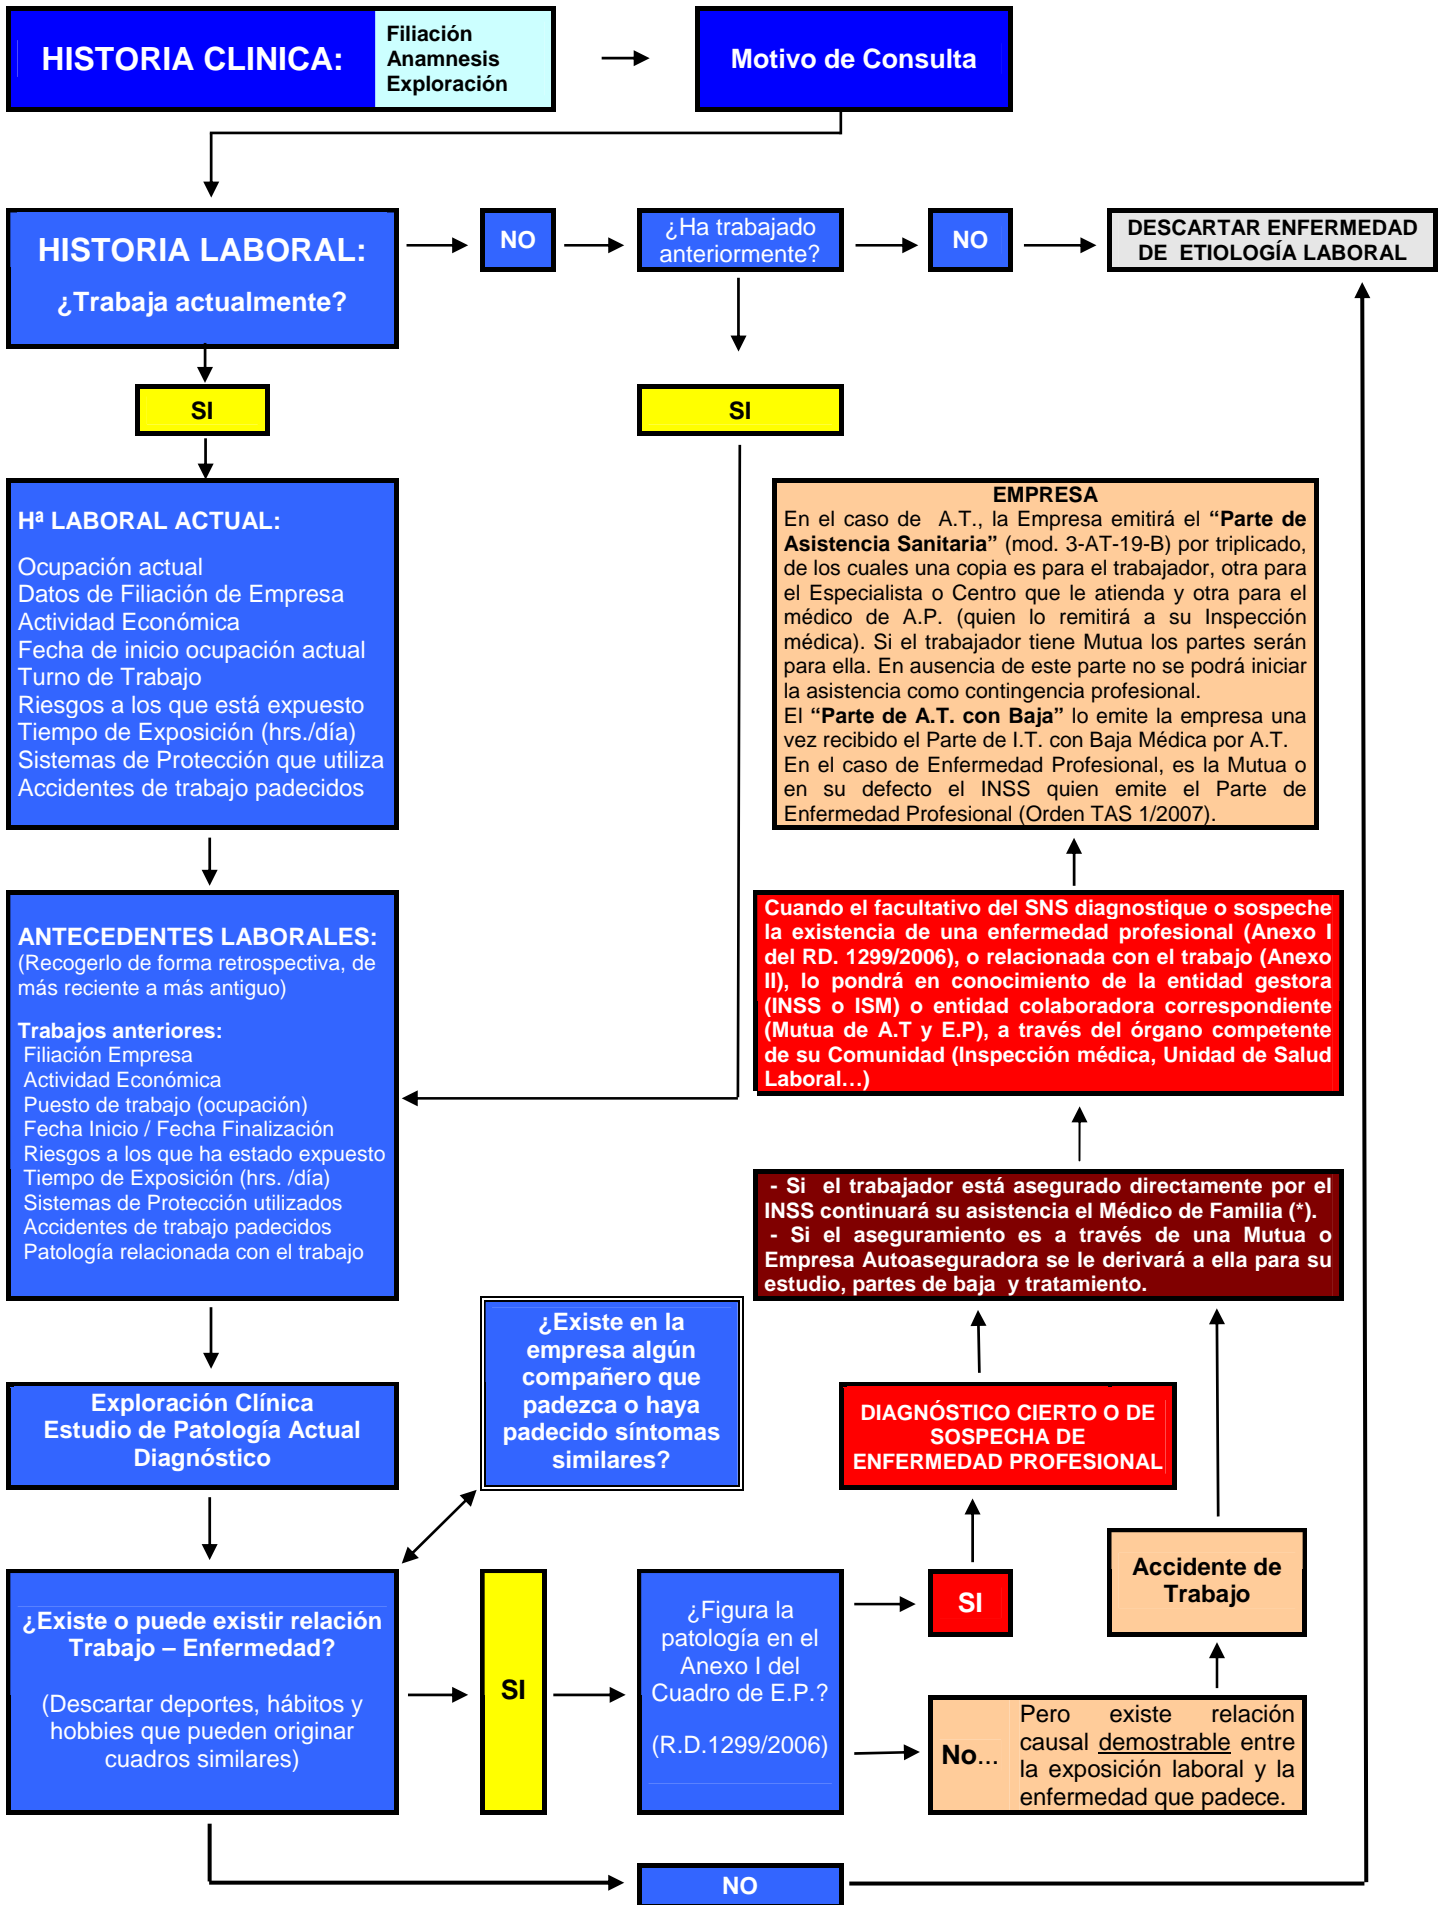 HISTORIA CLINICA:
Filiación
Anamnesis
Exploración
Motivo de Consulta
HISTORIA LABORAL:
¿Trabaja actualmente?
NO
¿Ha trabajado
anteriormente?
NO
DESCARTAR ENFERMEDAD
DE ETIOLOGÍA LABORAL
SI
SI
Hª LABORAL ACTUAL:
Ocupación actual
Datos de Filiación de Empresa
Actividad Económica
Fecha de inicio ocupación actual
Turno de Trabajo
Riesgos a los que está expuesto
Tiempo de Exposición (hrs./día)
Sistemas de Protección que utiliza
Accidentes de trabajo padecidos
EMPRESA
En el caso de A.T., la Empresa emitirá el “Parte de
Asistencia Sanitaria” (mod. 3-AT-19-B) por triplicado,
de los cuales una copia es para el trabajador, otra para
el Especialista o Centro que le atienda y otra para el
médico de A.P. (quien lo remitirá a su Inspección
médica). Si el trabajador tiene Mutua los partes serán
para ella. En ausencia de este parte no se podrá iniciar
la asistencia como contingencia profesional.
El “Parte de A.T. con Baja” lo emite la empresa una
vez recibido el Parte de I.T. con Baja Médica por A.T.
En el caso de Enfermedad Profesional, es la Mutua o
en su defecto el INSS quien emite el Parte de
Enfermedad Profesional (Orden TAS 1/2007).
ANTECEDENTES LABORALES:
(Recogerlo de forma retrospectiva, de
más reciente a más antiguo)
Trabajos anteriores:
Filiación Empresa
Actividad Económica
Puesto de trabajo (ocupación)
Fecha Inicio / Fecha Finalización
Riesgos a los que ha estado expuesto
Tiempo de Exposición (hrs. /día)
Sistemas de Protección utilizados
Accidentes de trabajo padecidos
Patología relacionada con el trabajo
Cuando el facultativo del SNS diagnostique o sospeche
la existencia de una enfermedad profesional (Anexo I
del RD. 1299/2006), o relacionada con el trabajo (Anexo
II), lo pondrá en conocimiento de la entidad gestora
(INSS o ISM) o entidad colaboradora correspondiente
(Mutua de A.T y E.P), a través del órgano competente
de su Comunidad (Inspección médica, Unidad de Salud
Laboral…)
- Si el trabajador está asegurado directamente por el
INSS continuará su asistencia el Médico de Familia (*).
- Si el aseguramiento es a través de una Mutua o
Empresa Autoaseguradora se le derivará a ella para su
estudio, partes de baja y tratamiento.
¿Existe en la
empresa algún
compañero que
padezca o haya
padecido síntomas
similares?
Exploración Clínica
Estudio de Patología Actual
Diagnóstico
DIAGNÓSTICO CIERTO O DE
SOSPECHA DE
ENFERMEDAD PROFESIONAL
Accidente de
Trabajo
¿Existe o puede existir relación
Trabajo – Enfermedad?
(Descartar deportes, hábitos y
hobbies que pueden originar
cuadros similares)
SI
¿Figura la
patología en el
Anexo I del
Cuadro de E.P.?
(R.D.1299/2006)
SI
No...
Pero existe relación
causal demostrable entre
la exposición laboral y la
enfermedad que padece.
NO